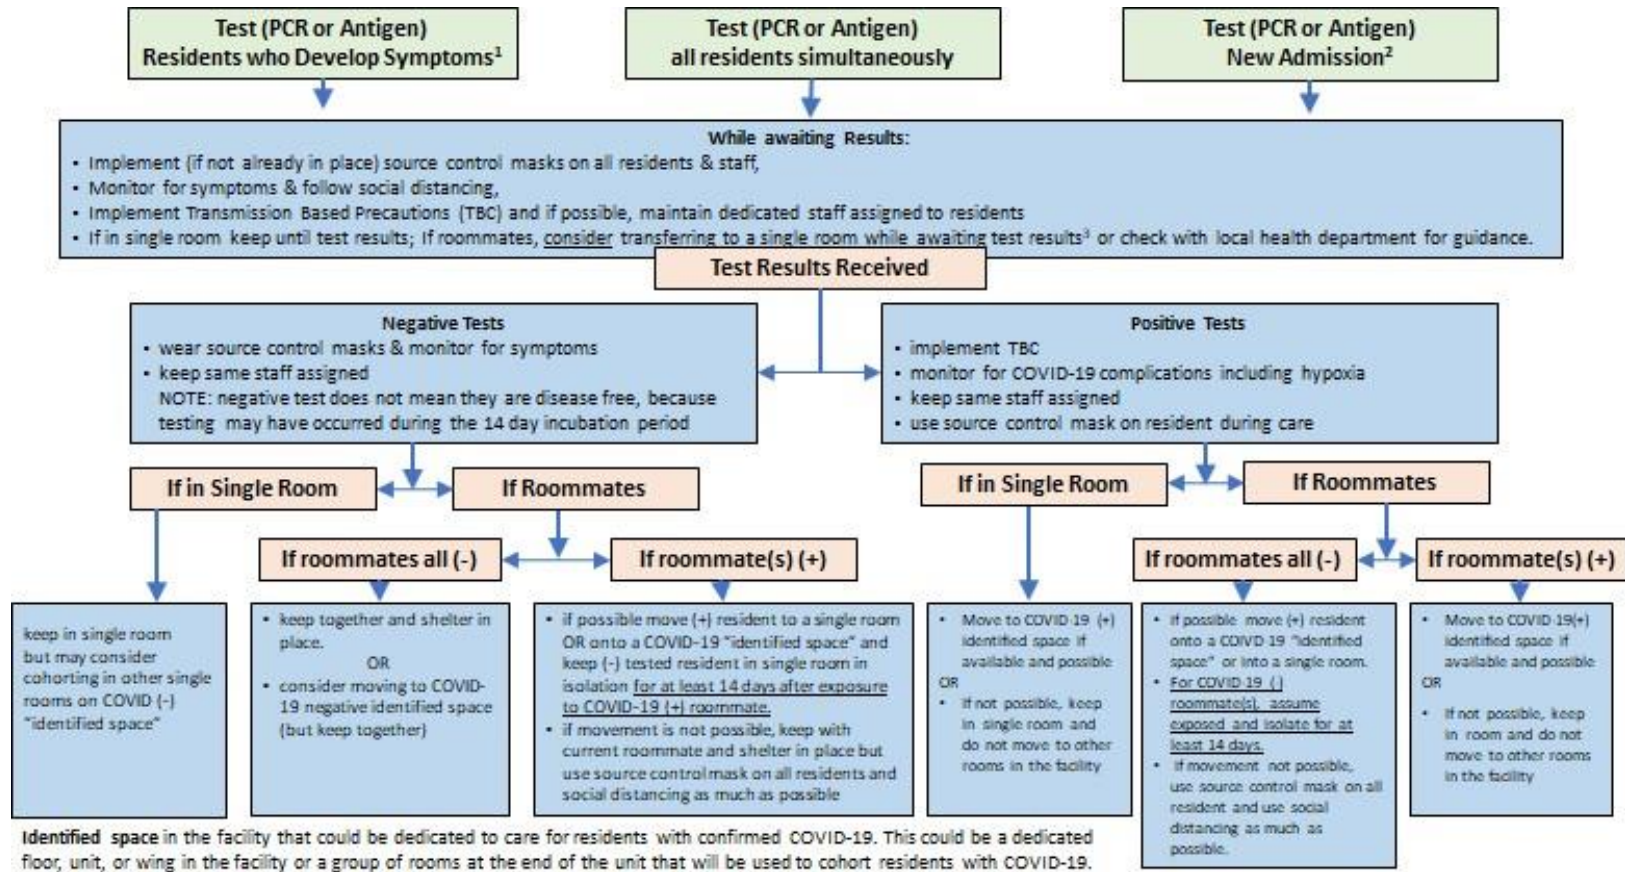 Test (PCR or Antigen)
Residents who Develop Symptoms¹
Test (PCR or Antigen)
all residents simultaneously
Test (PCR or Antigen)
New Admission²
While awaiting Results:
• Implement (if not already in place) source control masks on all residents & staff,
• Monitor for symptoms & follow social distancing,
• Implement Transmission Based Precautions (TBC) and if possible, maintain dedicated staff assigned to residents
• If in single room keep until test results; If roommates, consider transferring to a single room while awaiting test results³ or check with local health department for guidance.
Test Results Received
Negative Tests
• wear source control masks & monitor for symptoms
• keep same staff assigned
NOTE: negative test does not mean they are disease free, because
testing may have occurred during the 14 day incubation period
Positive Tests
• implement TBC
• monitor for COVID-19 complications including hypoxia
• keep same staff assigned
• use source control mask on resident during care
If in Single Room
If Roommates
If in Single Room
If Roommates
If roommates all (-)
If roommate(s) (+)
If roommates all (-)
If roommate(s) (+)
keep in single room
but may consider
cohorting in other single
rooms on COVID (-)
"identified space"
• keep together and shelter in
place.
OR
• consider moving to COVID-
19 negative identified space
(but keep together)
• if possible move (+) resident to a single room
OR onto a COVID-19 "identified space" and
keep (-) tested resident in single room in
isolation for at least 14 days after exposure
to COVID-19 (+) roommate.
• if movement is not possible, keep with
current roommate and shelter in place but
use source control mask on all residents and
social distancing as much as possible
• Move to COVID-19 (+)
identified space if
available and possible
OR
• If not possible, keep
in single room and
do not move to other
rooms in the facility
• If possible move (+) resident
onto a COIVD-19 "identified
space" or into a single room.
• For COVID-19 (-)
roommate(s), assume
exposed and isolate for at
least 14 days.
• If movement not possible,
use source control mask on all
resident and use social
distancing as much as
possible.
• Move to COVID-19(+)
identified space if
available and possible
OR
• If not possible, keep
in room and do not
move to other rooms
in the facility
Identified space in the facility that could be dedicated to care for residents with confirmed COVID-19. This could be a dedicated
floor, unit, or wing in the facility or a group of rooms at the end of the unit that will be used to cohort residents with COVID-19.